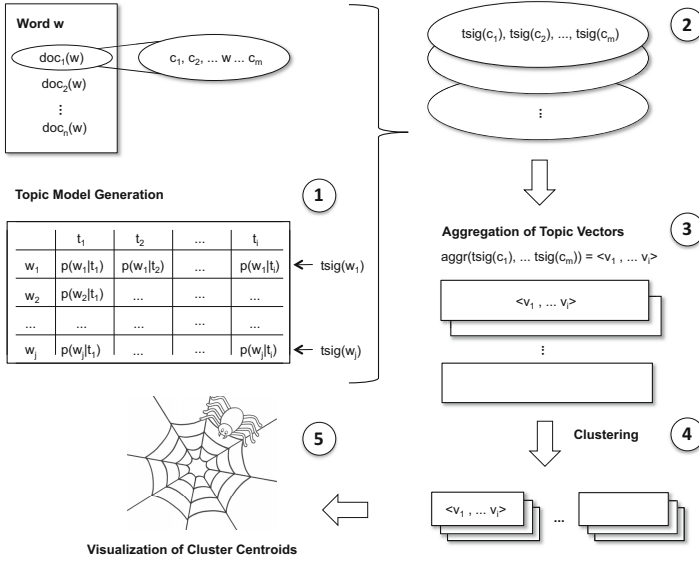 Word w
doc1(w)
c1, c2, ... w ... cm
doc2(w)
⋮
docn(w)
Topic Model Generation
1
t1 t2 ... ti
w1 p(w1|t1) p(w1|t2) ... p(w1|ti) tsig(w1)
w2 p(w2|t1) ... ... ...
... ... ... ... ...
wj p(wj|t1) ... ... p(wj|ti) tsig(wj)
2
tsig(c1), tsig(c2), ..., tsig(cm)
⋮
3
Aggregation of Topic Vectors
aggr(tsig(c1), ... tsig(cm)) = <v1 , ... vi>
<v1 , ... vi>
⋮
Clustering
4
<v1 , ... vi> ...
5
Visualization of Cluster Centroids